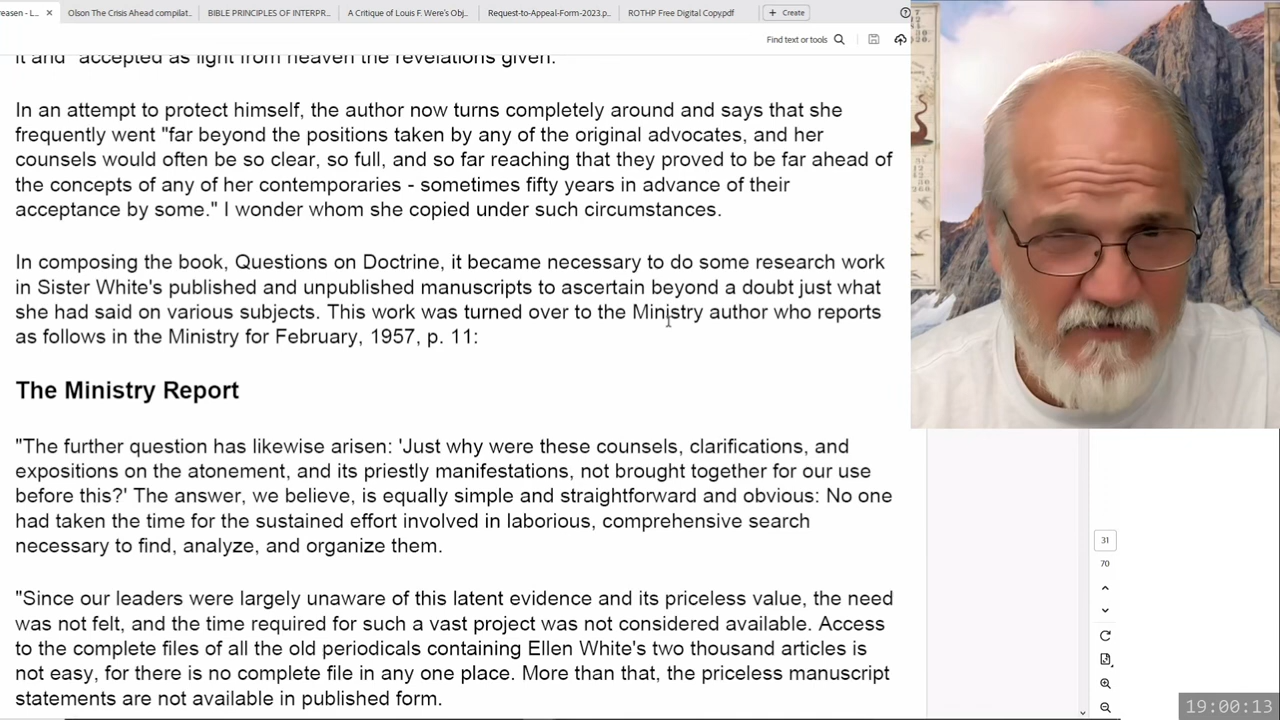 reasen - L...
Olson The Crisis Ahead compilat...
BIBLE PRINCIPLES OF INTERPR...
A Critique of Louis F. Were's Obj...
Request-to-Appeal-Form-2023.p...
ROTHP Free Digital Copy.pdf
Create
Find text or tools
it and "accepted as light from heaven the revelations given."
In an attempt to protect himself, the author now turns completely around and says that she
frequently went "far beyond the positions taken by any of the original advocates, and her
counsels would often be so clear, so full, and so far reaching that they proved to be far ahead of
the concepts of any of her contemporaries - sometimes fifty years in advance of their
acceptance by some." I wonder whom she copied under such circumstances.
In composing the book, Questions on Doctrine, it became necessary to do some research work
in Sister White's published and unpublished manuscripts to ascertain beyond a doubt just what
she had said on various subjects. This work was turned over to the Ministry author who reports
as follows in the Ministry for February, 1957, p. 11:
The Ministry Report
"The further question has likewise arisen: 'Just why were these counsels, clarifications, and
expositions on the atonement, and its priestly manifestations, not brought together for our use
before this?' The answer, we believe, is equally simple and straightforward and obvious: No one
had taken the time for the sustained effort involved in laborious, comprehensive search
necessary to find, analyze, and organize them.
"Since our leaders were largely unaware of this latent evidence and its priceless value, the need
was not felt, and the time required for such a vast project was not considered available. Access
to the complete files of all the old periodicals containing Ellen White's two thousand articles is
not easy, for there is no complete file in any one place. More than that, the priceless manuscript
statements are not available in published form.
31
70
19:00:13